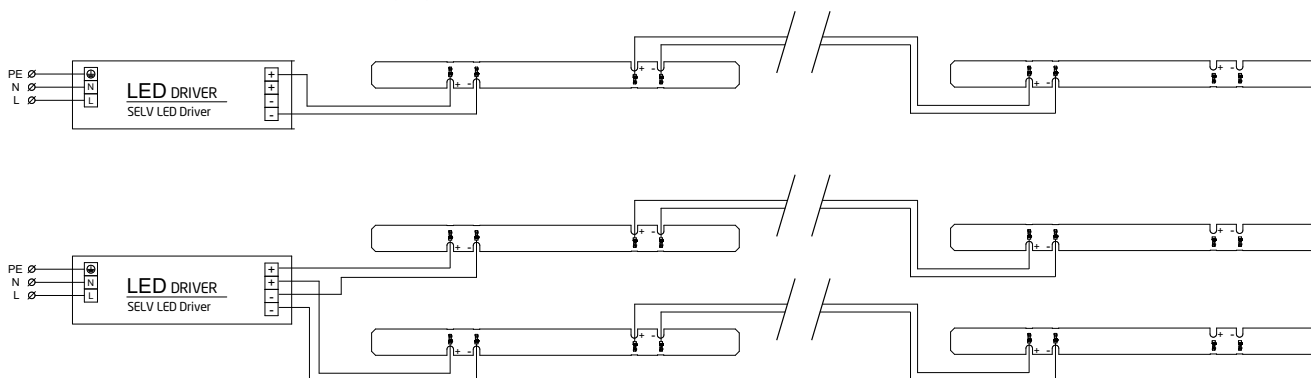 + -
PE
N
L
N
L
LED DRIVER
SELV LED Driver
+
+
-
-
+ -
+ -
+ -
+ -
+ -
PE
N
L
N
L
LED DRIVER
SELV LED Driver
+
+
-
-
+ -
+ -
+ -
+ -
+ -
+ -
+ -